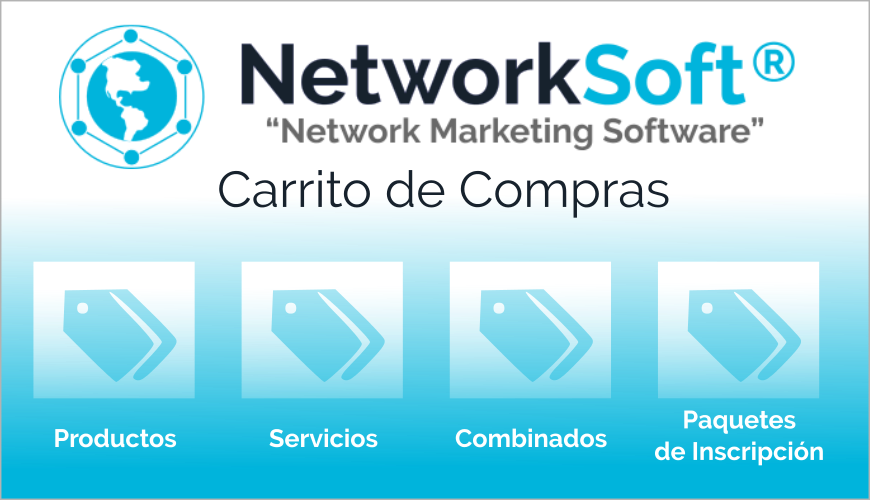 NetworkSoft®
“Network Marketing Software”
Carrito de Compras
Productos
Servicios
Combinados
Paquetes
de Inscripción